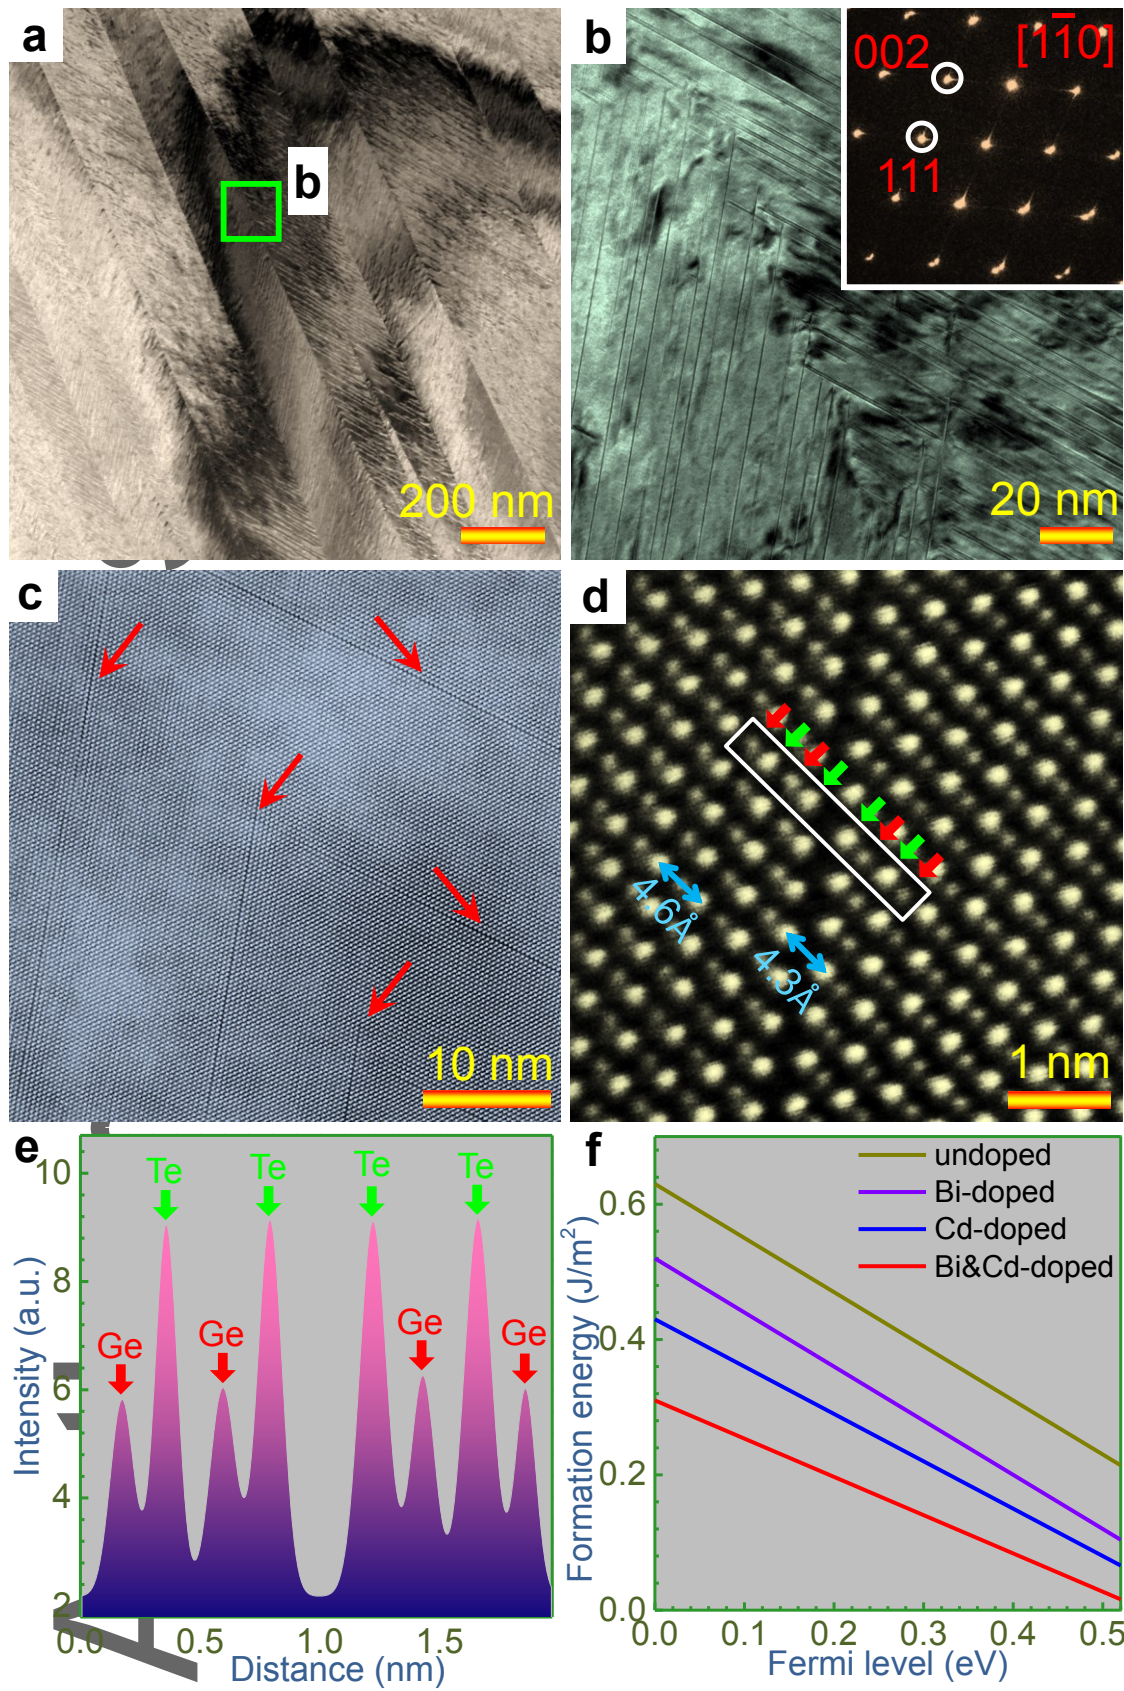 a
b
200 nm
b
002
[11̅0]
111
20 nm
c
10 nm
d
4.6Å
4.3Å
1 nm
e
Te Te Te Te
Ge Ge Ge Ge
Intensity (a.u.)
10
8
6
4
2
0.0 0.5 1.0 1.5
Distance (nm)
f
undoped
Bi-doped
Cd-doped
Bi&Cd-doped
Formation energy (J/m²)
0.6
0.4
0.2
0.0
0.0 0.1 0.2 0.3 0.4 0.5
Fermi level (eV)